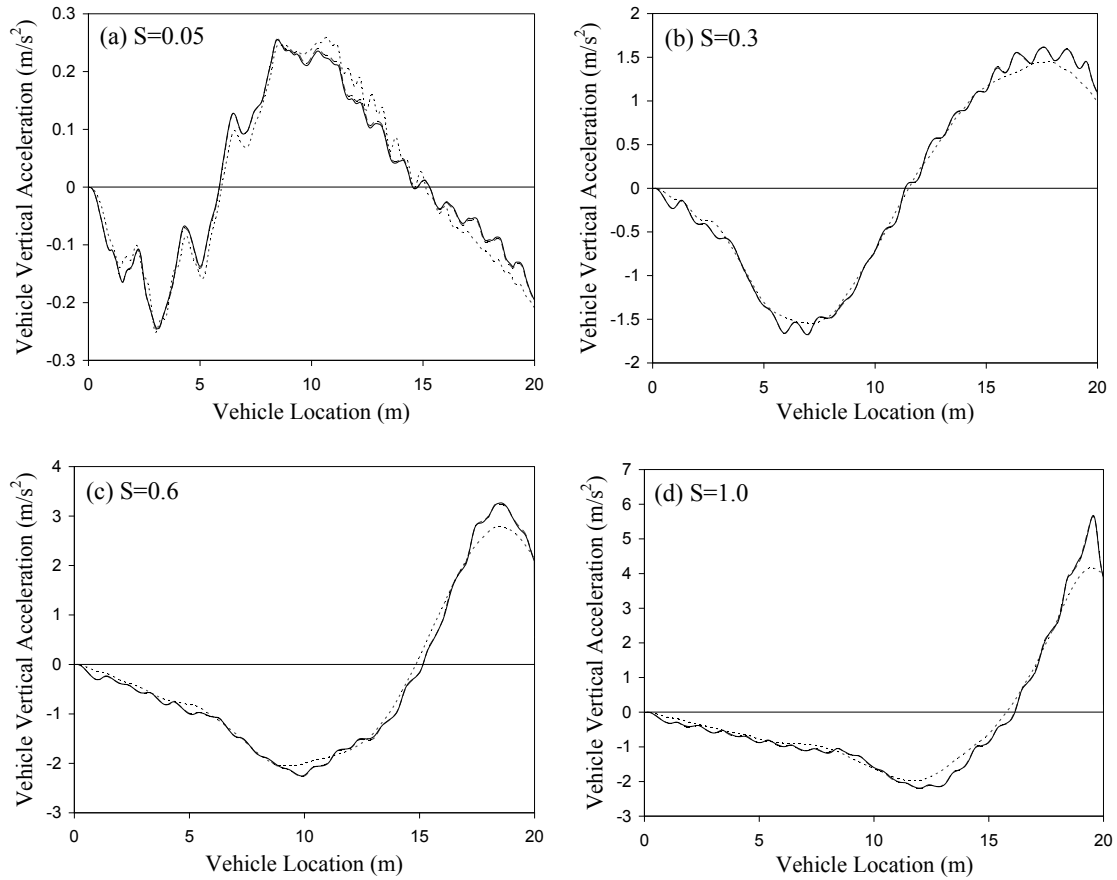 (a) S=0.05
Vehicle Vertical Acceleration (m/s²)
0.3
0.2
0.1
0
-0.1
-0.2
-0.3
0 5 10 15 20
Vehicle Location (m)
(b) S=0.3
Vehicle Vertical Acceleration (m/s²)
2
1.5
1
0.5
0
-0.5
-1
-1.5
-2
0 5 10 15 20
Vehicle Location (m)
(c) S=0.6
Vehicle Vertical Acceleration (m/s²)
4
3
2
1
0
-1
-2
-3
0 5 10 15 20
Vehicle Location (m)
(d) S=1.0
Vehicle Vertical Acceleration (m/s²)
7
6
5
4
3
2
1
0
-1
-2
-3
0 5 10 15 20
Vehicle Location (m)